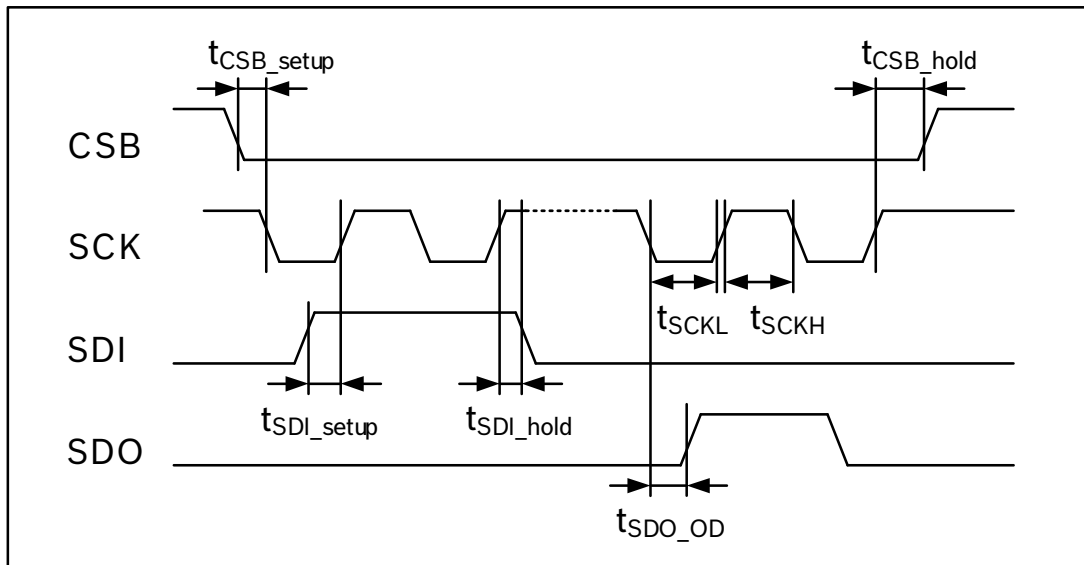 tCSB_setup
tCSB_hold
CSB
SCK
tSCKL
tSCKH
SDI
tSDI_setup
tSDI_hold
SDO
tSDO_OD